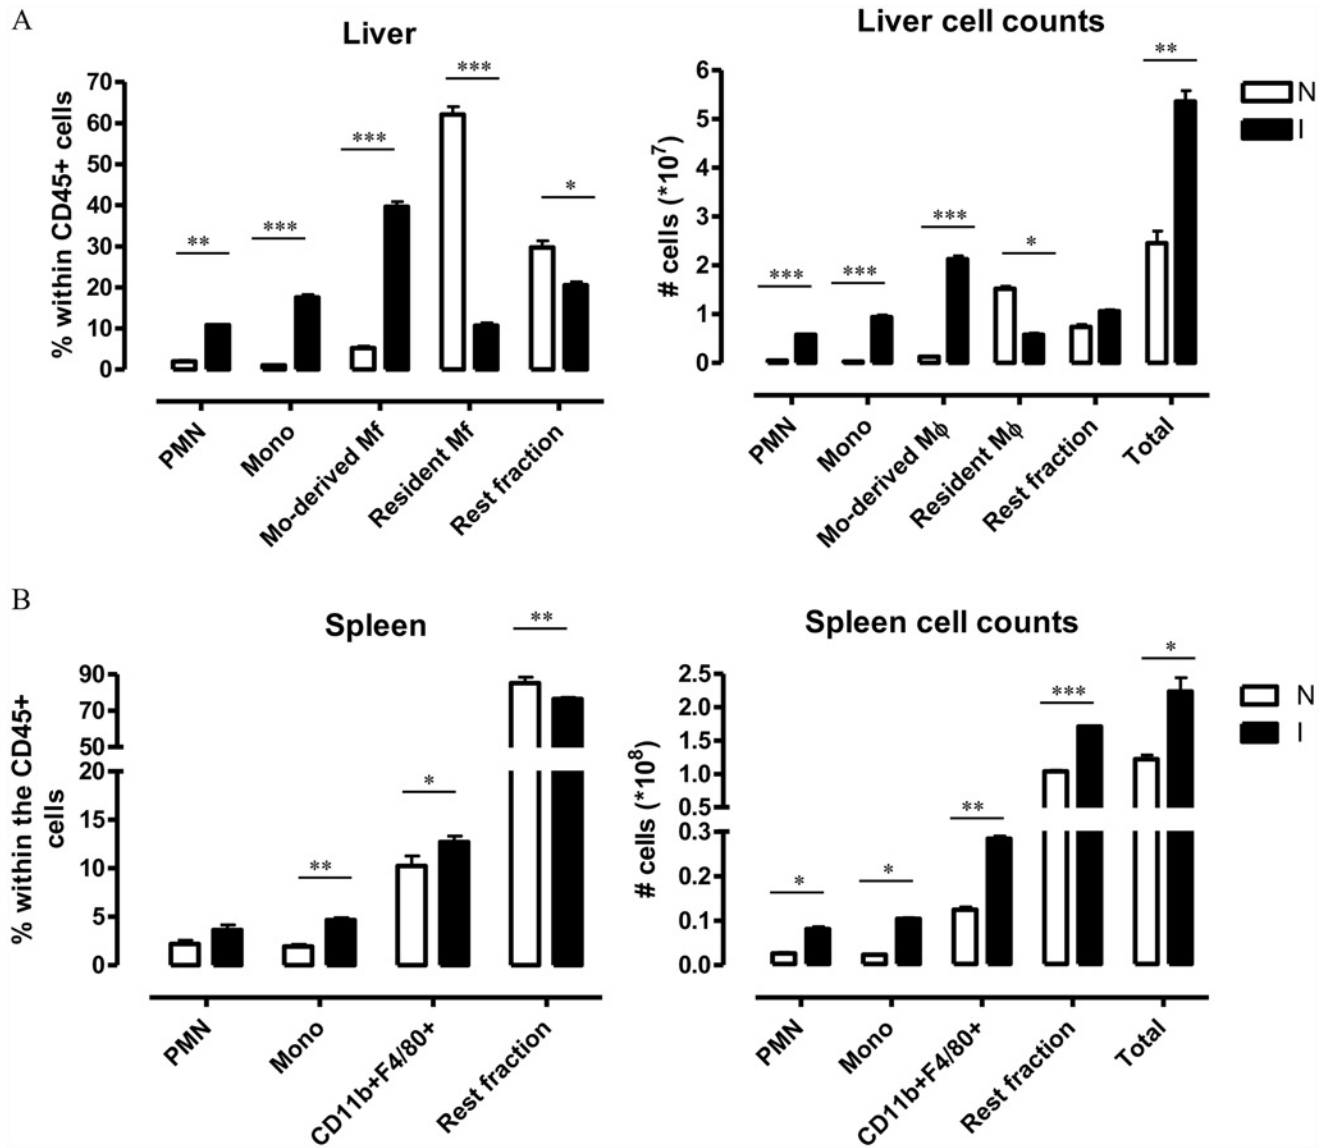 A
Liver
% within CD45+ cells
70
60
50
40
30
20
10
0
**
***
***
***
*
PMN
Mono
Mo-derived Mf
Resident Mf
Rest fraction
Liver cell counts
# cells (*10^7)
6
5
4
3
2
1
0
***
***
***
*
**
PMN
Mono
Mo-derived Mϕ
Resident Mϕ
Rest fraction
Total
N
I
B
Spleen
% within the CD45+
cells
90
70
50
20
15
10
5
0
**
*
**
PMN
Mono
CD11b+F4/80+
Rest fraction
Spleen cell counts
# cells (*10^8)
2.5
2.0
1.5
1.0
0.5
0.3
0.2
0.1
0.0
*
*
**
***
*
PMN
Mono
CD11b+F4/80+
Rest fraction
Total
N
I